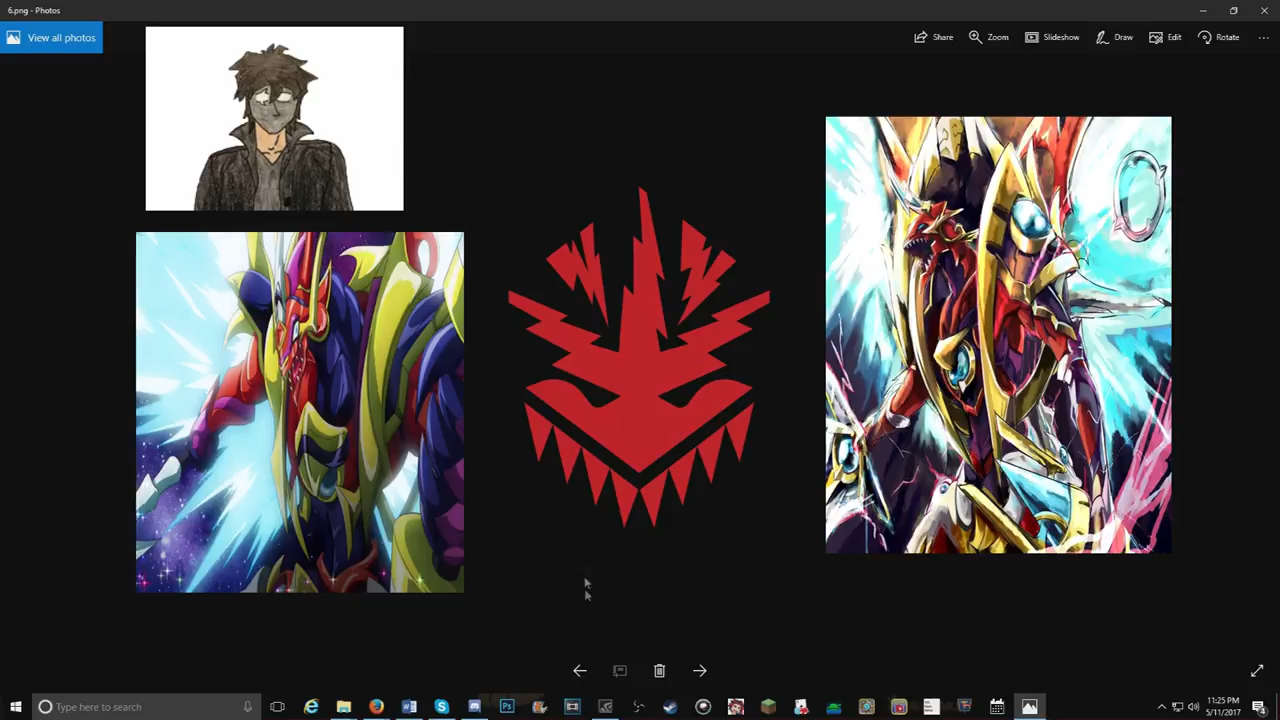 6.png - Photos
View all photos
Share
Zoom
Slideshow
Draw
Edit
Rotate
Type here to search
Ps
11:25 PM
5/11/2017